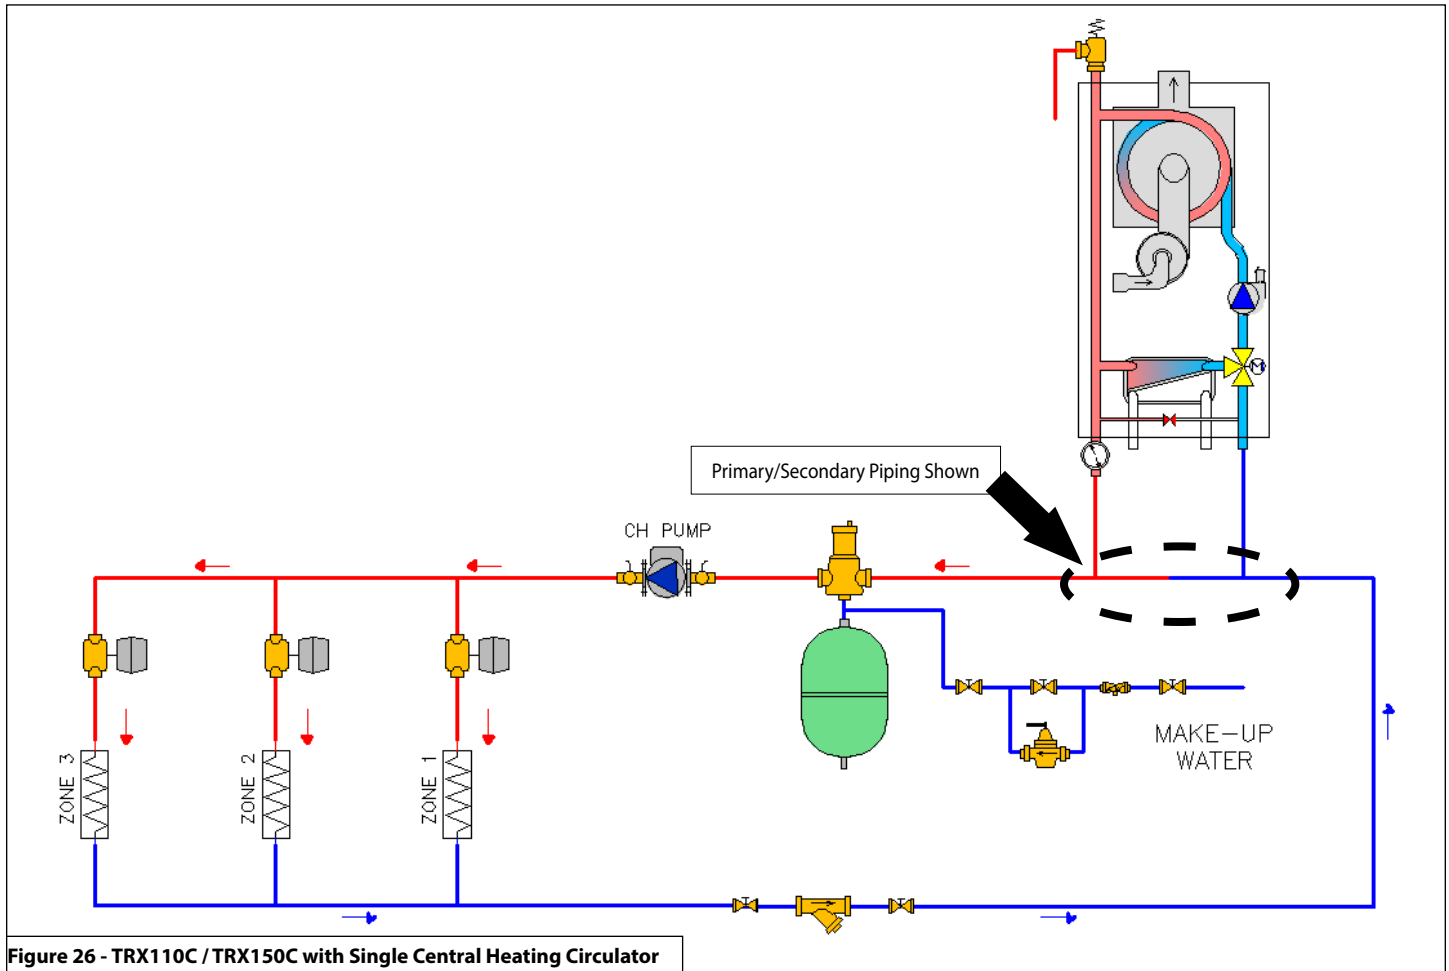 Primary/Secondary Piping Shown
CH PUMP
M
MAKE-UP
WATER
ZONE 3
ZONE 2
ZONE 1
Figure 26 - TRX110C / TRX150C with Single Central Heating Circulator